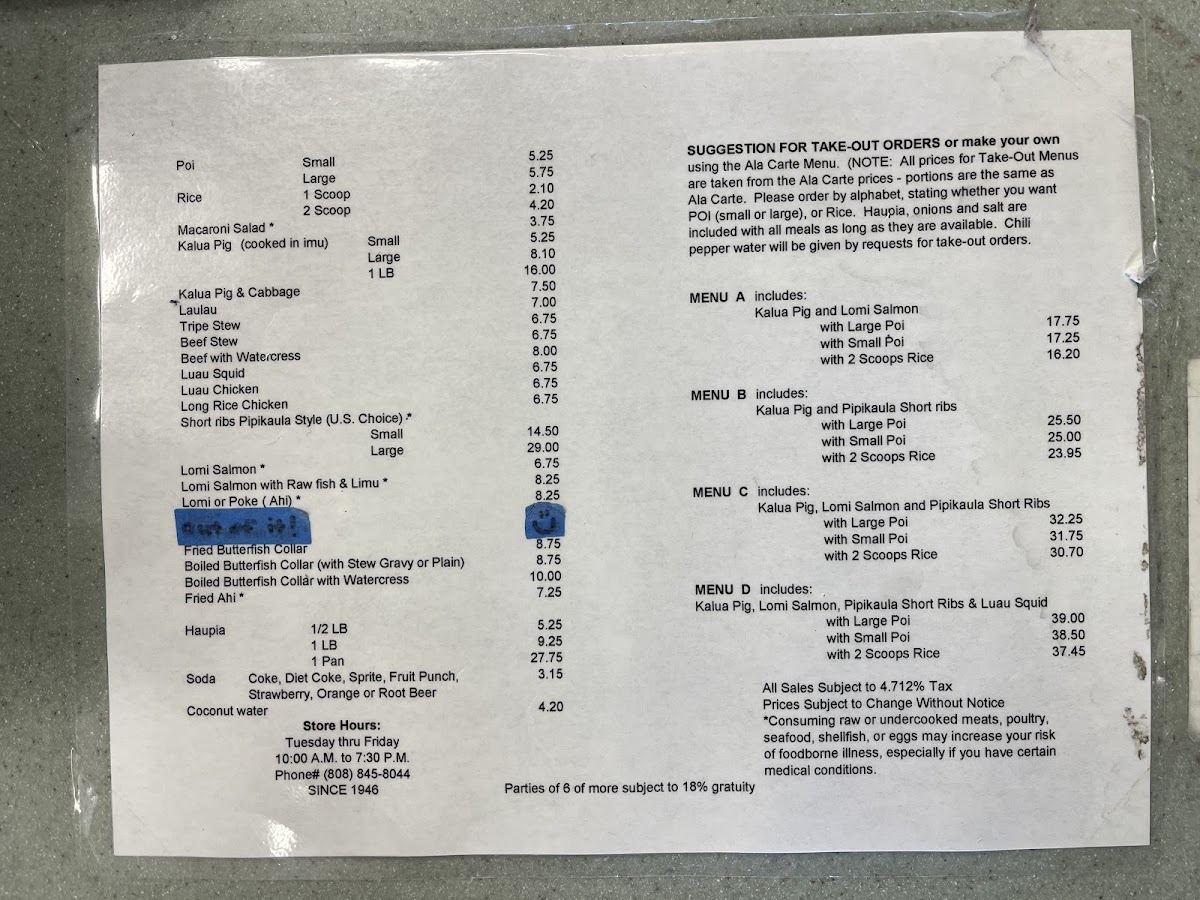 Poi Small 5.25
Large 5.75
Rice 1 Scoop 2.10
2 Scoop 4.20
Macaroni Salad * 3.75
Kalua Pig (cooked in imu) Small 5.25
Large 8.10
1 LB 16.00
Kalua Pig & Cabbage 7.50
Laulau 7.00
Tripe Stew 6.75
Beef Stew 6.75
Beef with Watercress 8.00
Luau Squid 6.75
Luau Chicken 6.75
Long Rice Chicken 6.75
Short ribs Pipikaula Style (U.S. Choice) *
Small 14.50
Large 29.00
Lomi Salmon * 6.75
Lomi Salmon with Raw fish & Limu * 8.25
Lomi or Poke ( Ahi) * 8.25
out of it!
Fried Butterfish Collar 8.75
Boiled Butterfish Collar (with Stew Gravy or Plain) 8.75
Boiled Butterfish Collar with Watercress 10.00
Fried Ahi * 7.25
Haupia 1/2 LB 5.25
1 LB 9.25
1 Pan 27.75
Soda Coke, Diet Coke, Sprite, Fruit Punch, 3.15
Strawberry, Orange or Root Beer
Coconut water 4.20
Store Hours:
Tuesday thru Friday
10:00 A.M. to 7:30 P.M.
Phone# (808) 845-8044
SINCE 1946
SUGGESTION FOR TAKE-OUT ORDERS or make your own
using the Ala Carte Menu. (NOTE: All prices for Take-Out Menus
are taken from the Ala Carte prices - portions are the same as
Ala Carte. Please order by alphabet, stating whether you want
POI (small or large), or Rice. Haupia, onions and salt are
included with all meals as long as they are available. Chili
pepper water will be given by requests for take-out orders.
MENU A includes:
Kalua Pig and Lomi Salmon
with Large Poi 17.75
with Small Poi 17.25
with 2 Scoops Rice 16.20
MENU B includes:
Kalua Pig and Pipikaula Short ribs
with Large Poi 25.50
with Small Poi 25.00
with 2 Scoops Rice 23.95
MENU C includes:
Kalua Pig, Lomi Salmon and Pipikaula Short Ribs
with Large Poi 32.25
with Small Poi 31.75
with 2 Scoops Rice 30.70
MENU D includes:
Kalua Pig, Lomi Salmon, Pipikaula Short Ribs & Luau Squid
with Large Poi 39.00
with Small Poi 38.50
with 2 Scoops Rice 37.45
All Sales Subject to 4.712% Tax
Prices Subject to Change Without Notice
*Consuming raw or undercooked meats, poultry,
seafood, shellfish, or eggs may increase your risk
of foodborne illness, especially if you have certain
medical conditions.
Parties of 6 of more subject to 18% gratuity